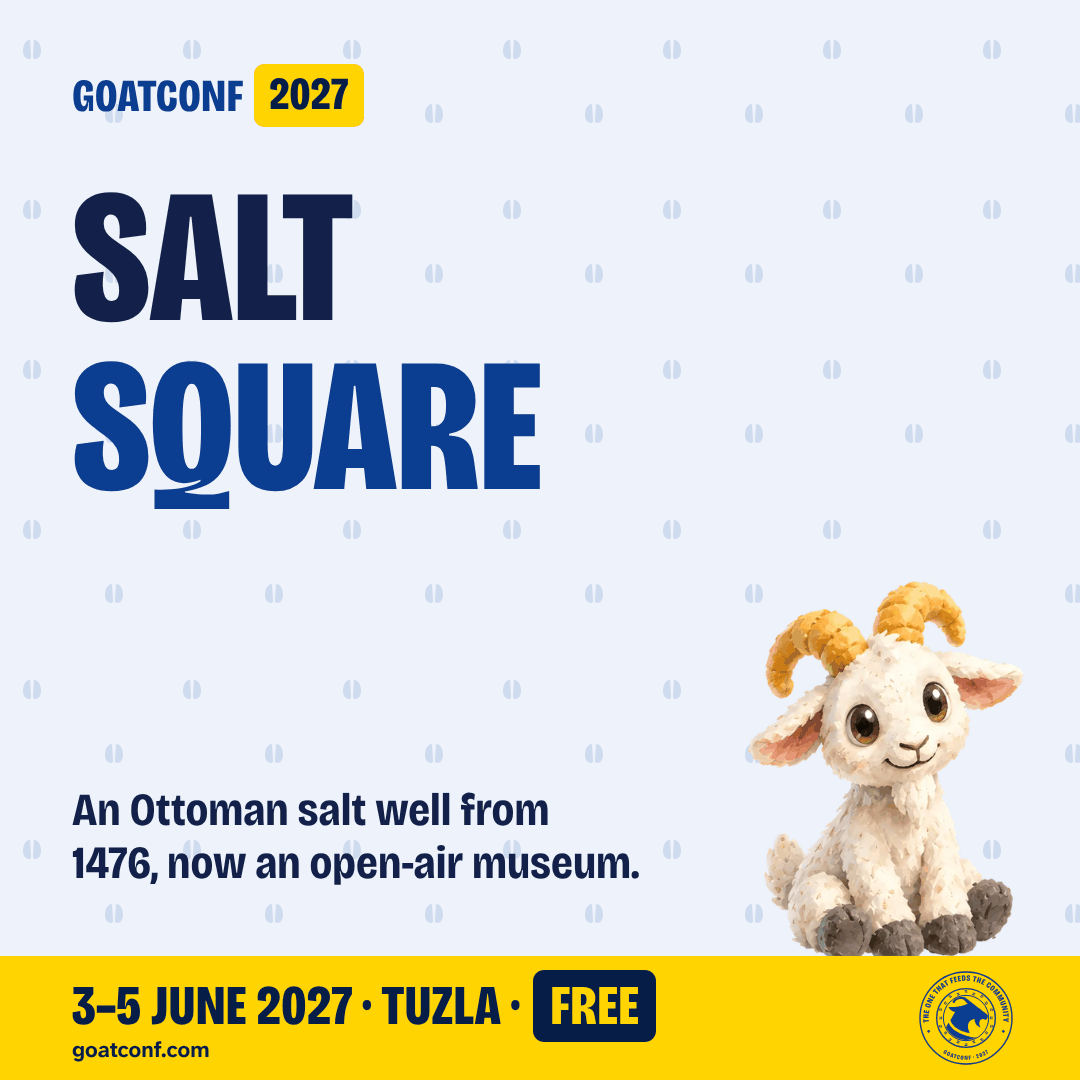 GOATCONF 2027
SALT
SQUARE
An Ottoman salt well from
1476, now an open-air museum.
3–5 JUNE 2027 · TUZLA · FREE
goatconf.com
THE ONE THAT FEEDS THE COMMUNITY
GOATCONF · 2027